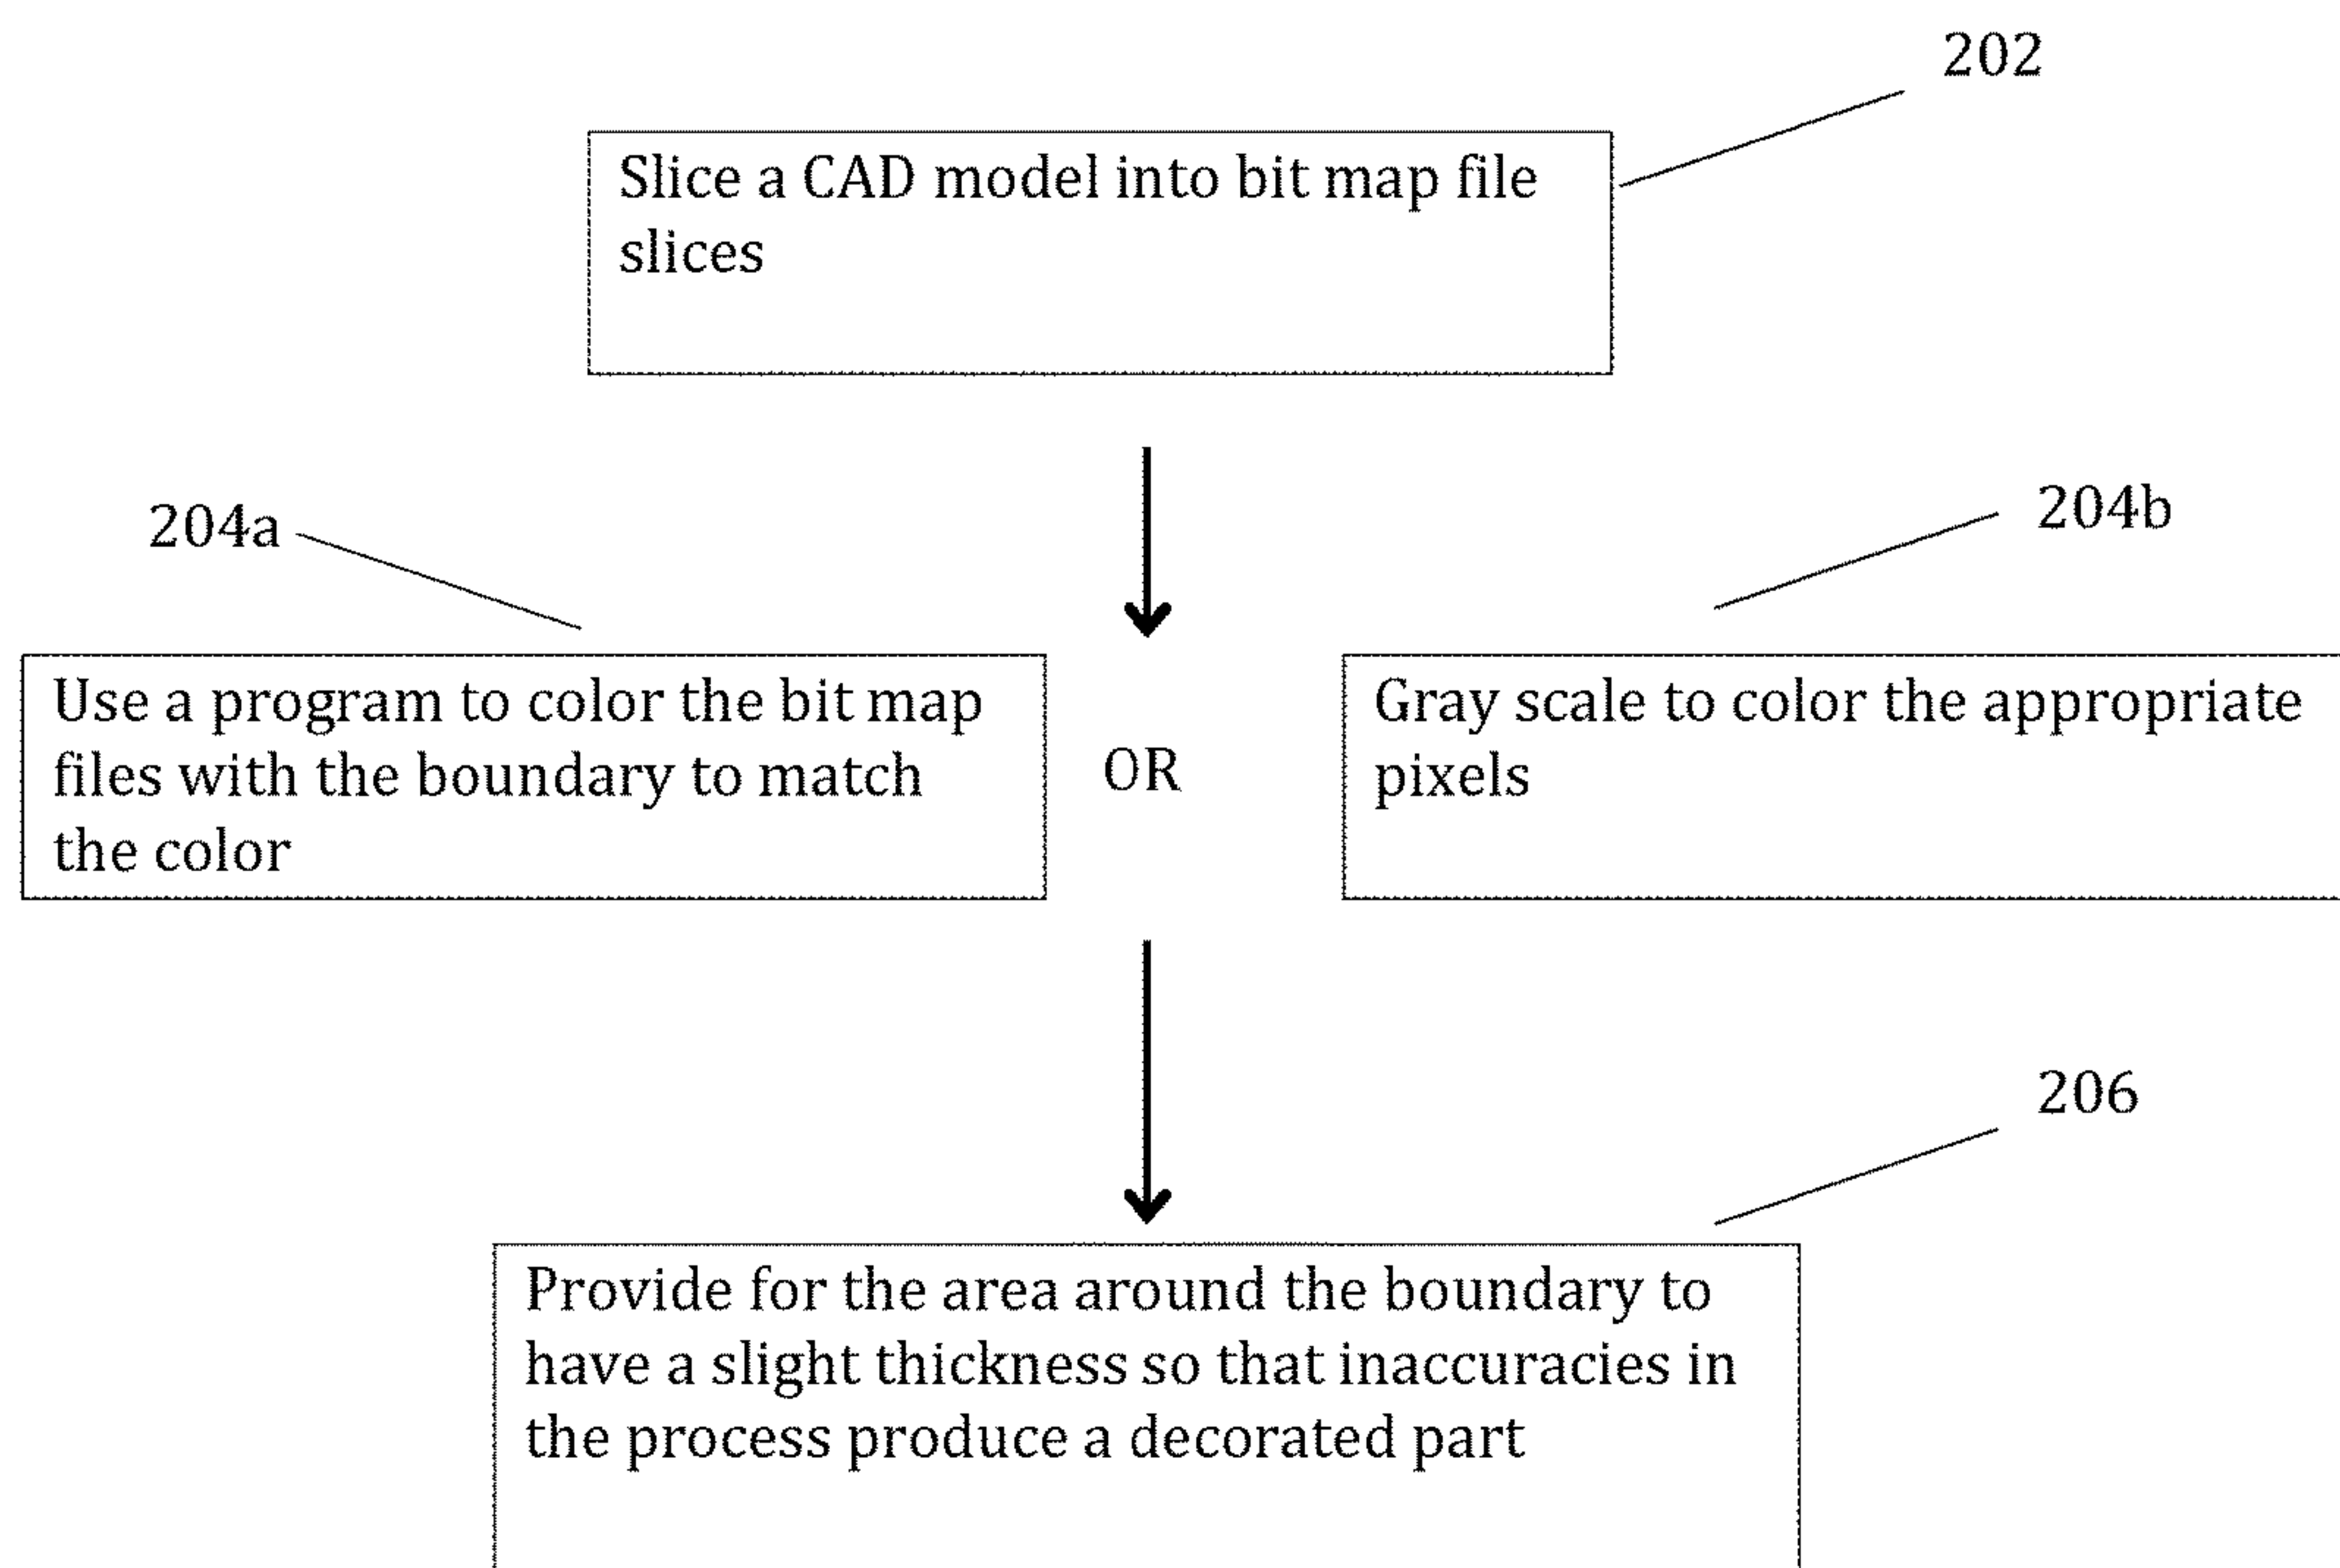 202
Slice a CAD model into bit map file
slices
204a
204b
Use a program to color the bit map
files with the boundary to match
the color
OR
Gray scale to color the appropriate
pixels
206
Provide for the area around the boundary to
have a slight thickness so that inaccuracies in
the process produce a decorated part